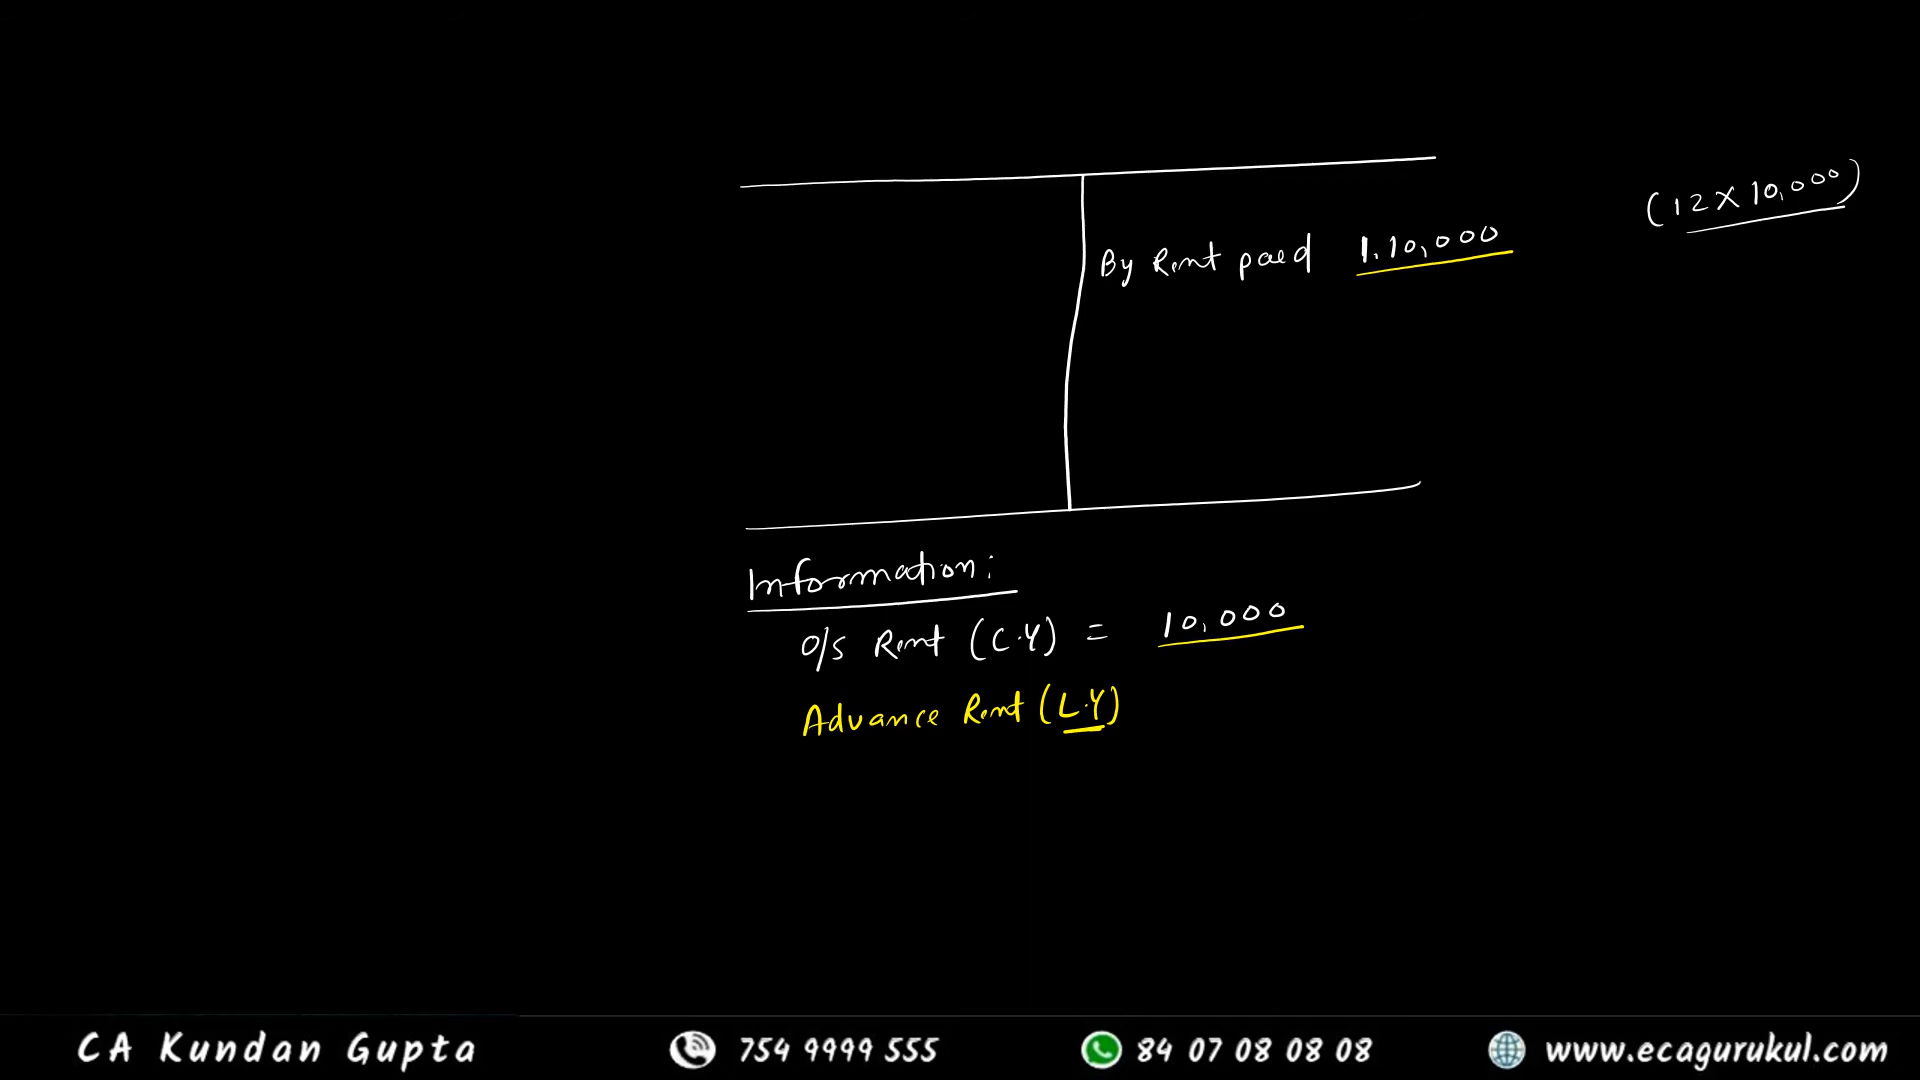 (12 X 10,000)
By Rent paed 1,10,000
Information:
O/S Rent (C.Y) = 10,000
Advance Rent (L.Y)
CA Kundan Gupta 754 9999 555 84 07 08 08 08 www.ecagurukul.com